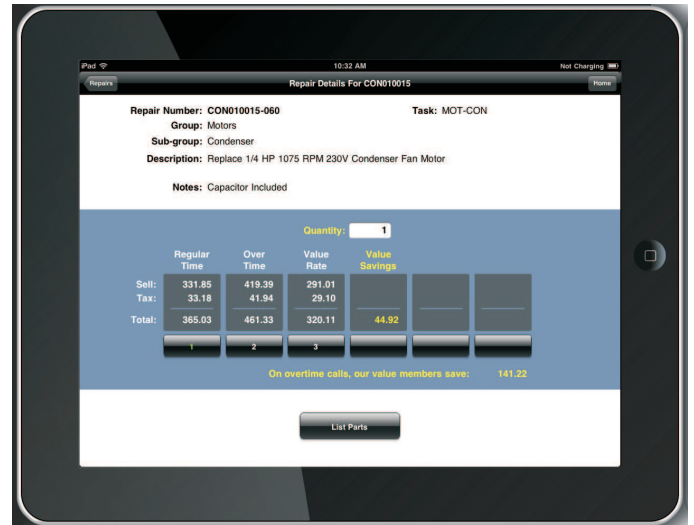 iPad 10:32 AM Not Charging
Repairs Repair Details For CON010015 Home
Repair Number: CON010015-060 Task: MOT-CON
Group: Motors
Sub-group: Condenser
Description: Replace 1/4 HP 1075 RPM 230V Condenser Fan Motor
Notes: Capacitor Included
Quantity: 1
Regular Time Over Time Value Rate Value Savings
Sell: 331.85 419.39 291.01
Tax: 33.18 41.94 29.10
Total: 365.03 461.33 320.11 44.92
1 2 3
On overtime calls, our value members save: 141.22
List Parts